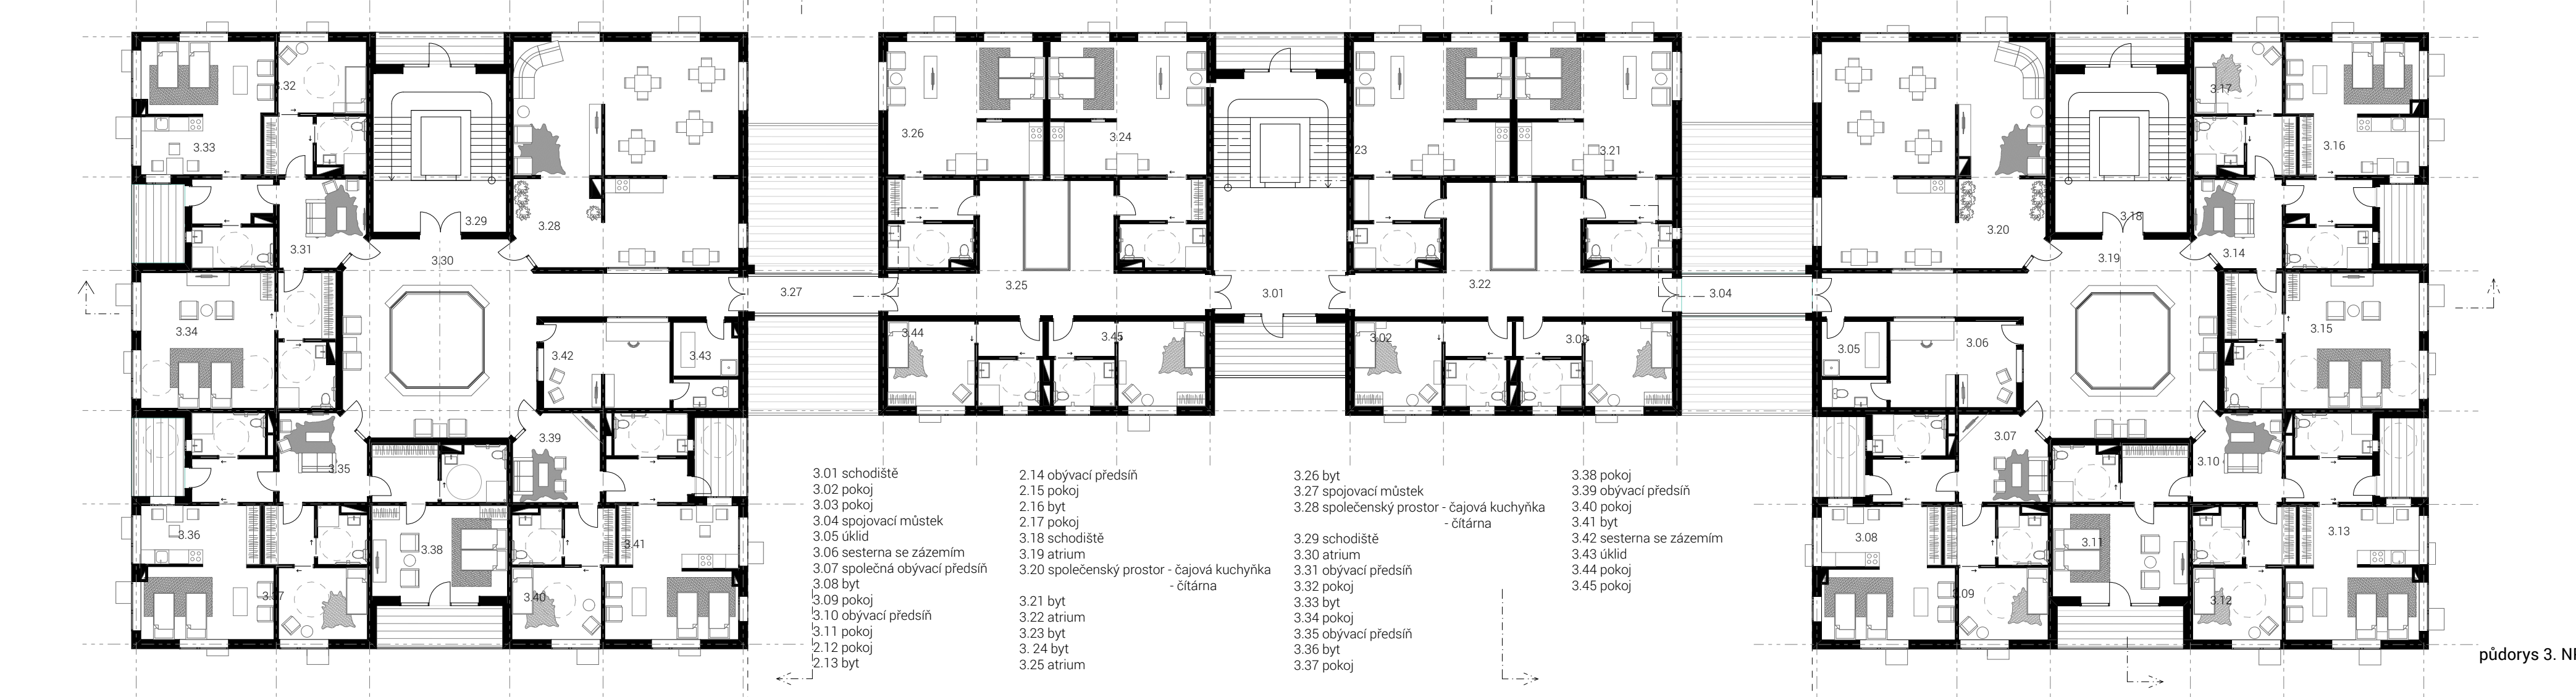 3.32
3.33
3.31
3.29
3.28
3.30
3.34
3.42
3.43
3.39
3.35
3.36
3.38
3.41
3.37
3.40
3.27
3.26
3.24
3.25
3.44
3.45
3.01
23
3.21
3.22
3.02
3.03
3.04
3.17
3.16
3.18
3.20
3.19
3.14
3.15
3.05
3.06
3.07
3.10
3.08
3.11
3.13
3.09
3.12
3.01 schodiště
3.02 pokoj
3.03 pokoj
3.04 spojovací můstek
3.05 úklid
3.06 sesterna se zázemím
3.07 společná obývací předsíň
3.08 byt
3.09 pokoj
3.10 obývací předsíň
3.11 pokoj
2.12 pokoj
2.13 byt
2.14 obývací předsíň
2.15 pokoj
2.16 byt
2.17 pokoj
3.18 schodiště
3.19 atrium
3.20 společenský prostor - čajová kuchyňka
- čítárna
3.21 byt
3.22 atrium
3.23 byt
3. 24 byt
3.25 atrium
3.26 byt
3.27 spojovací můstek
3.28 společenský prostor - čajová kuchyňka
- čítárna
3.29 schodiště
3.30 atrium
3.31 obývací předsíň
3.32 pokoj
3.33 byt
3.34 pokoj
3.35 obývací předsíň
3.36 byt
3.37 pokoj
3.38 pokoj
3.39 obývací předsíň
3.40 pokoj
3.41 byt
3.42 sesterna se zázemím
3.43 úklid
3.44 pokoj
3.45 pokoj
půdorys 3. N